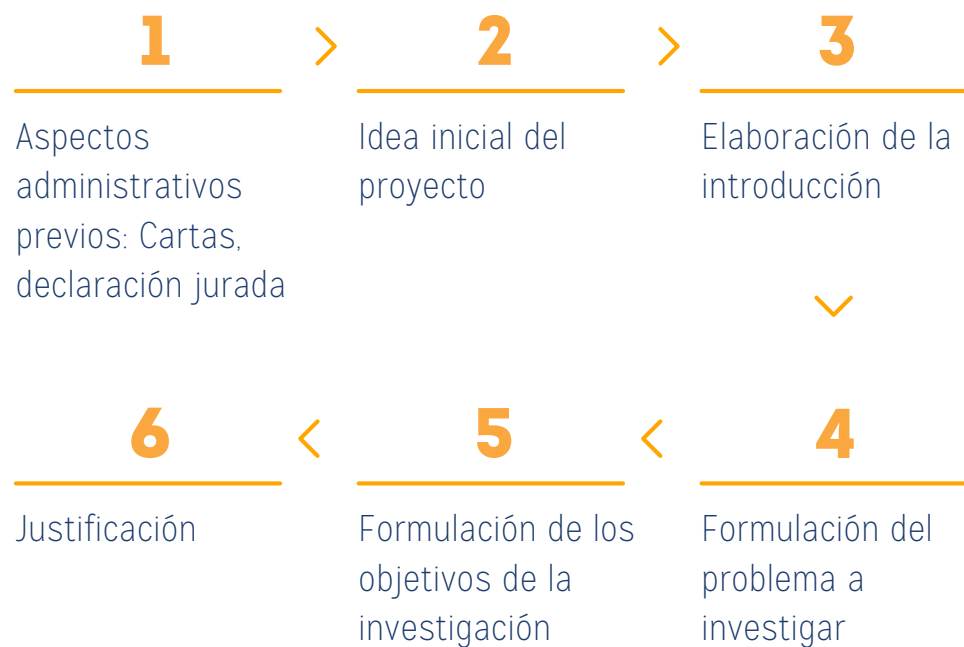 1 > 2 > 3
Aspectos
administrativos
previos: Cartas,
declaración jurada
Idea inicial del
proyecto
Elaboración de la
introducción
6 < 5 < 4
Justificación
Formulación de los
objetivos de la
investigación
Formulación del
problema a
investigar